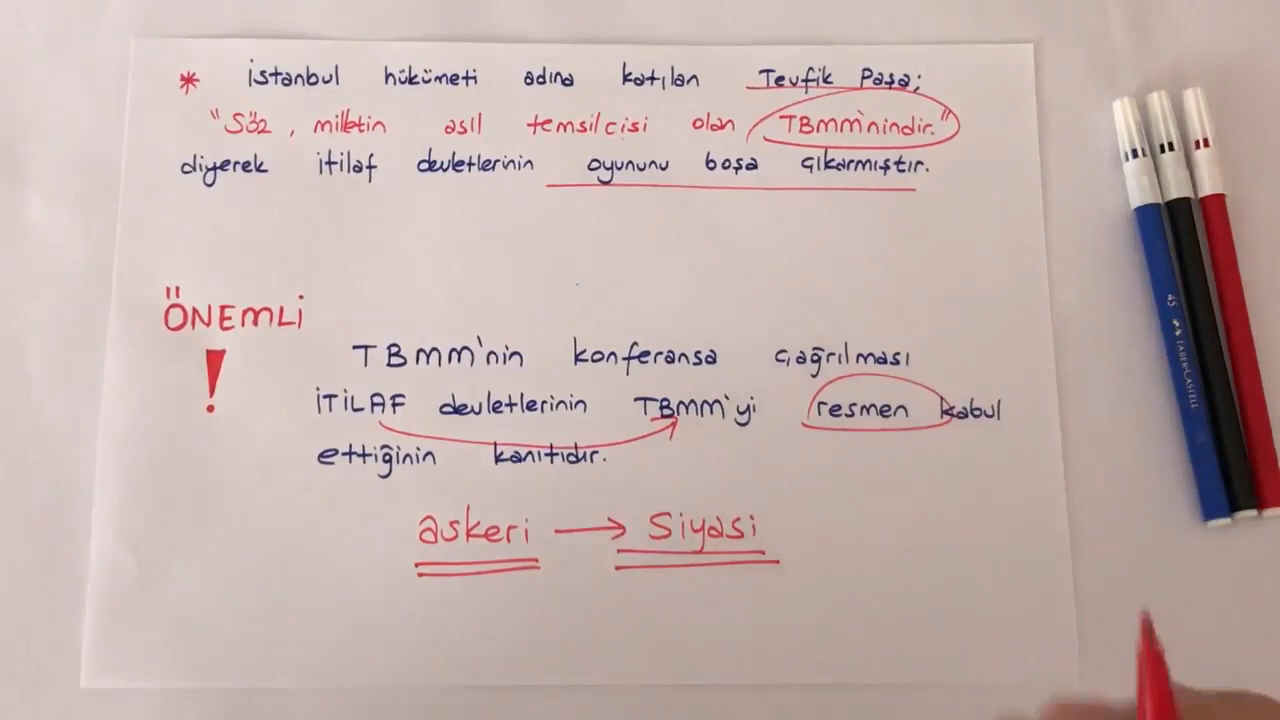 * İstanbul hükümeti adına katılan Tevfik Paşa;
"Söz, milletin asıl temsilcisi olan TBMM'nindir."
diyerek itilaf devletlerinin oyununu boşa çıkarmıştır.
ÖNEMLİ
!
TBMM'nin konferansa çağrılması
İTİLAF devletlerinin TBMM'yi resmen kabul
ettiğinin kanıtıdır.
askeri → Siyasi
45 FABER-CASTELL